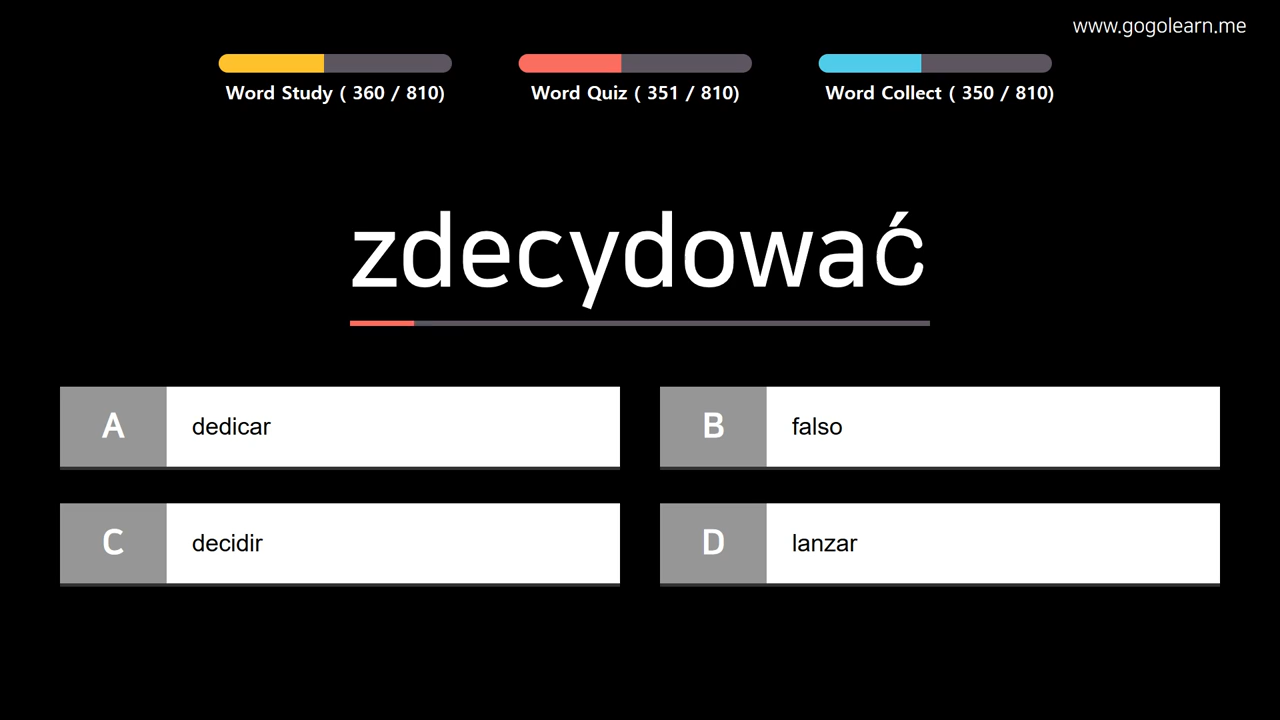 www.gogolearn.me
Word Study ( 360 / 810)
Word Quiz ( 351 / 810)
Word Collect ( 350 / 810)
zdecydować
A dedicar
B falso
C decidir
D lanzar